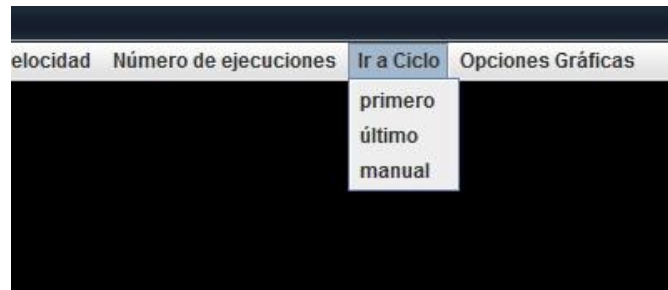 elocidad Número de ejecuciones Ir a Ciclo Opciones Gráficas
primero
último
manual